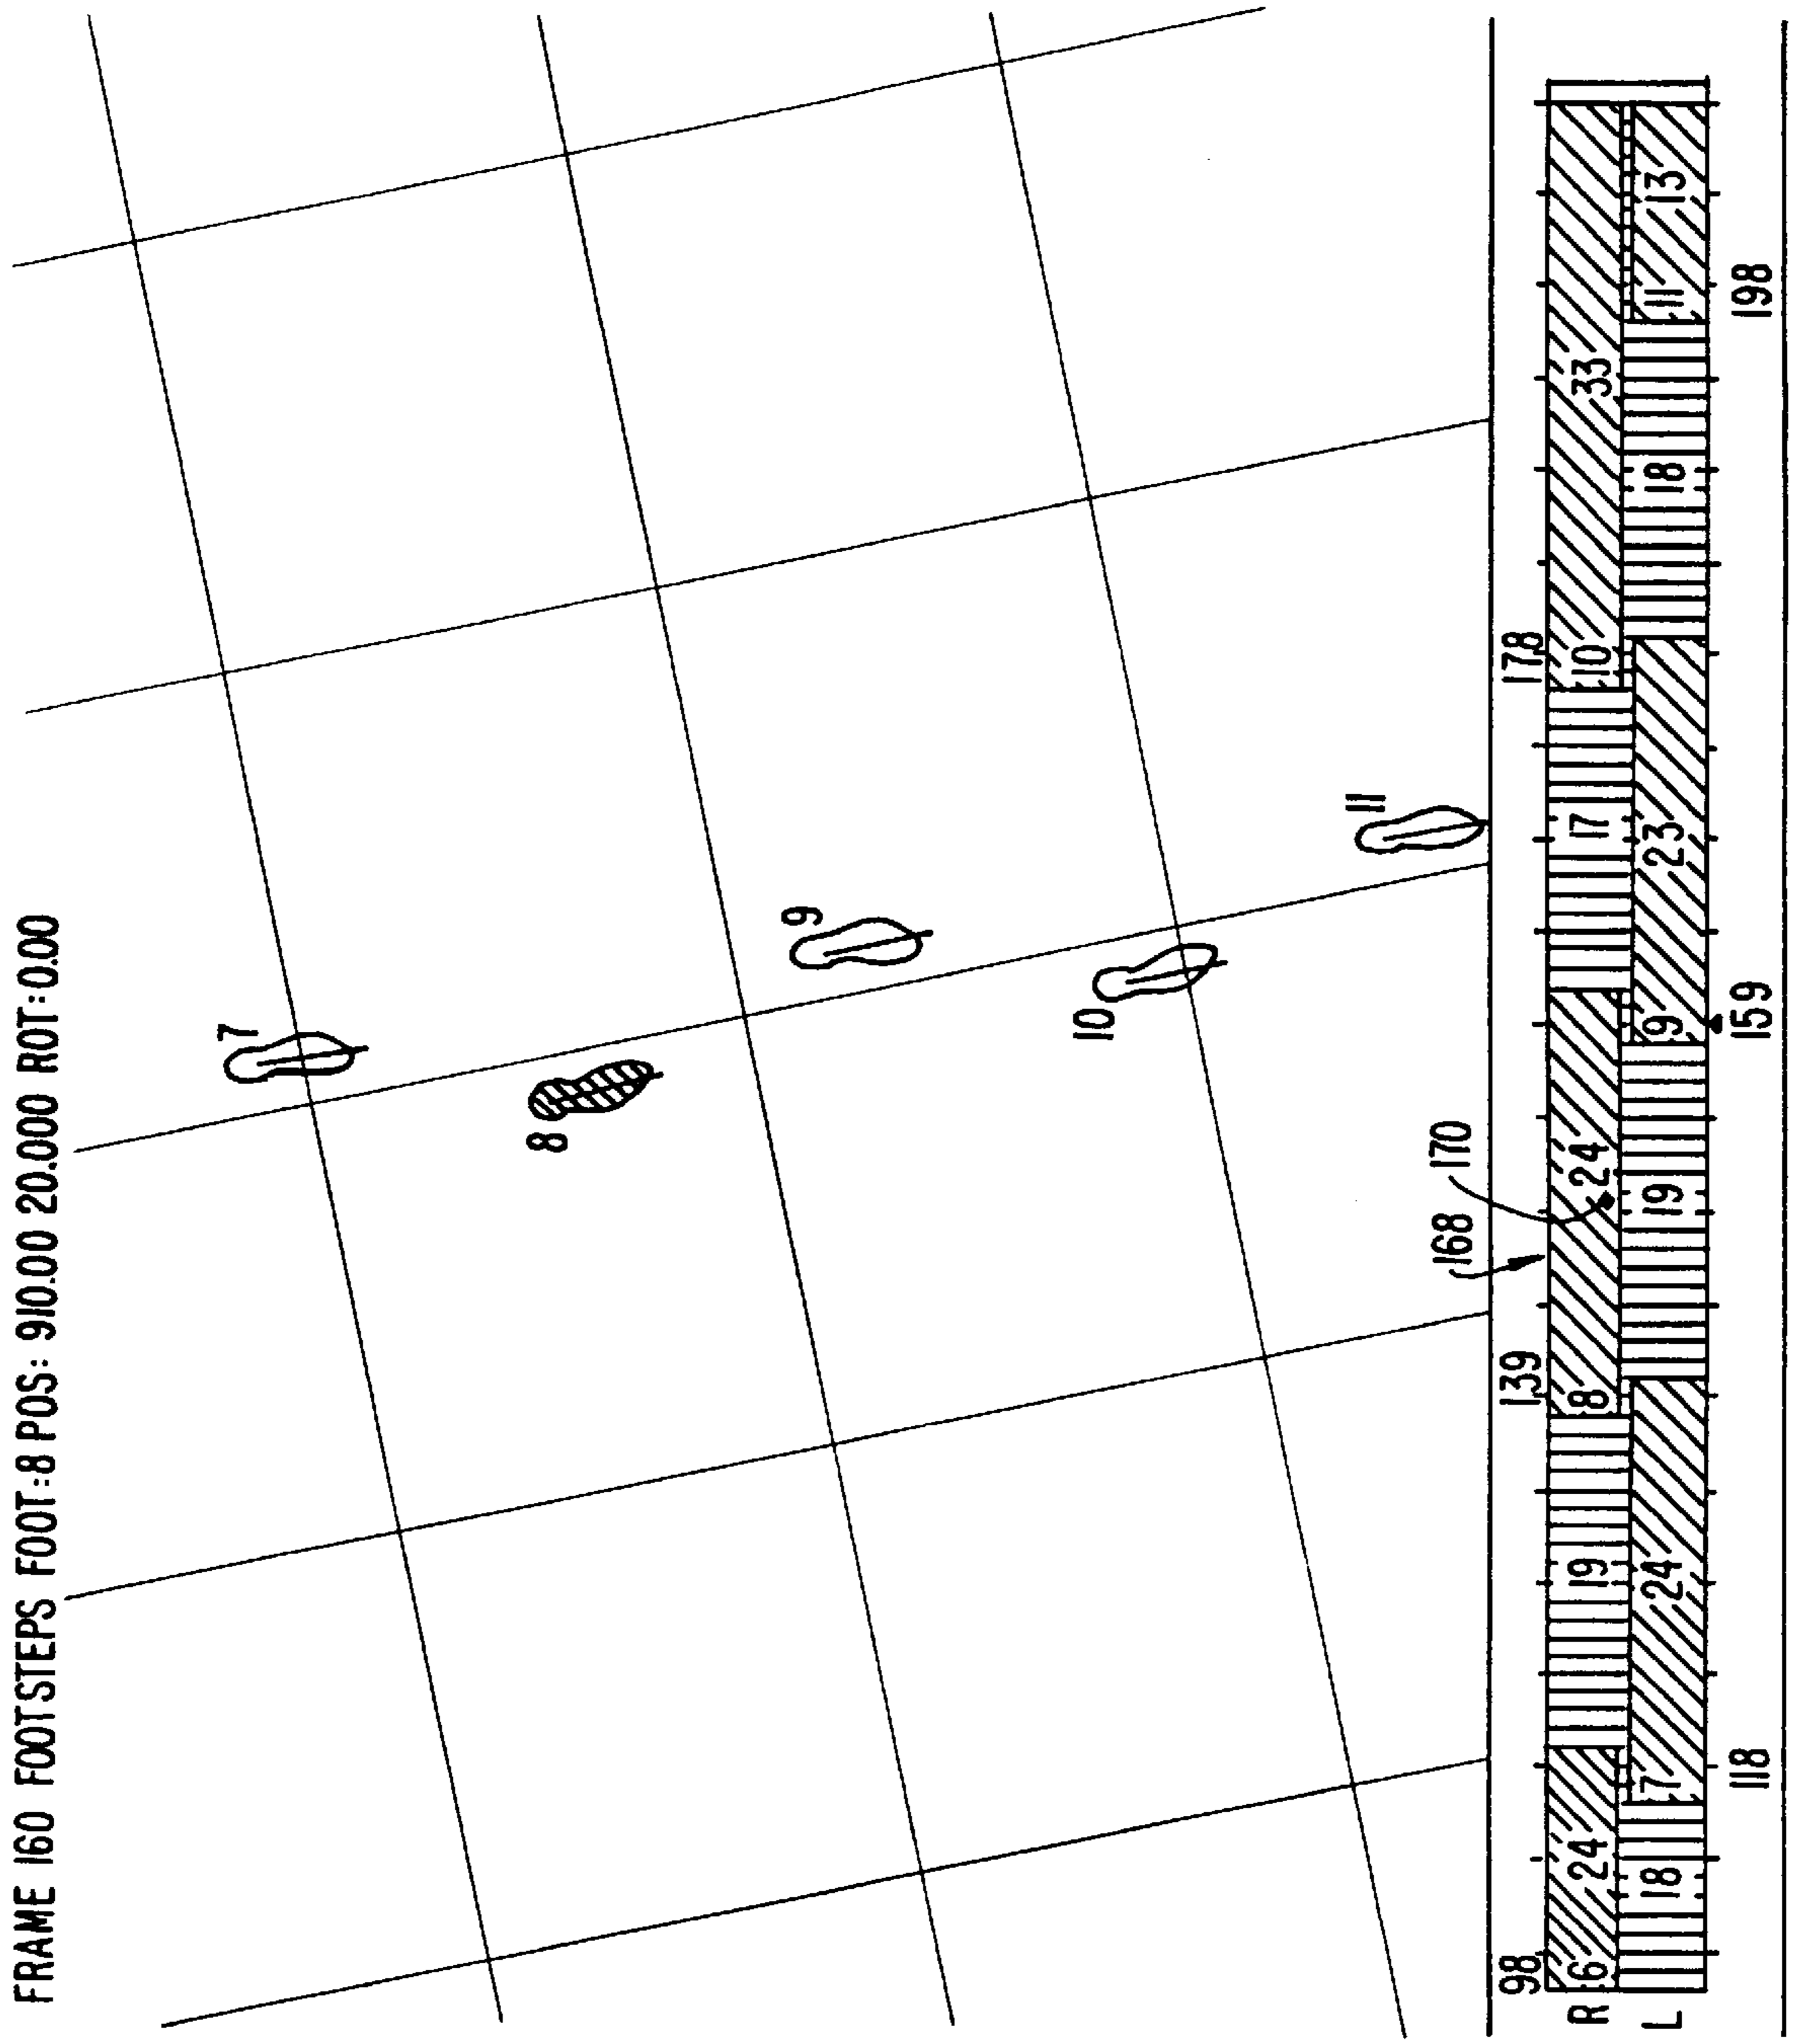 FRAME 160 FOOTSTEPS FOOT:8 POS: 910.00 20.000 ROT:0.00
7
8
9
10
11
168
170
98 139 178
R 6 24 19 8 24 17 10 33
L 18 7 24 19 9 23 18 11 13
118 159 198